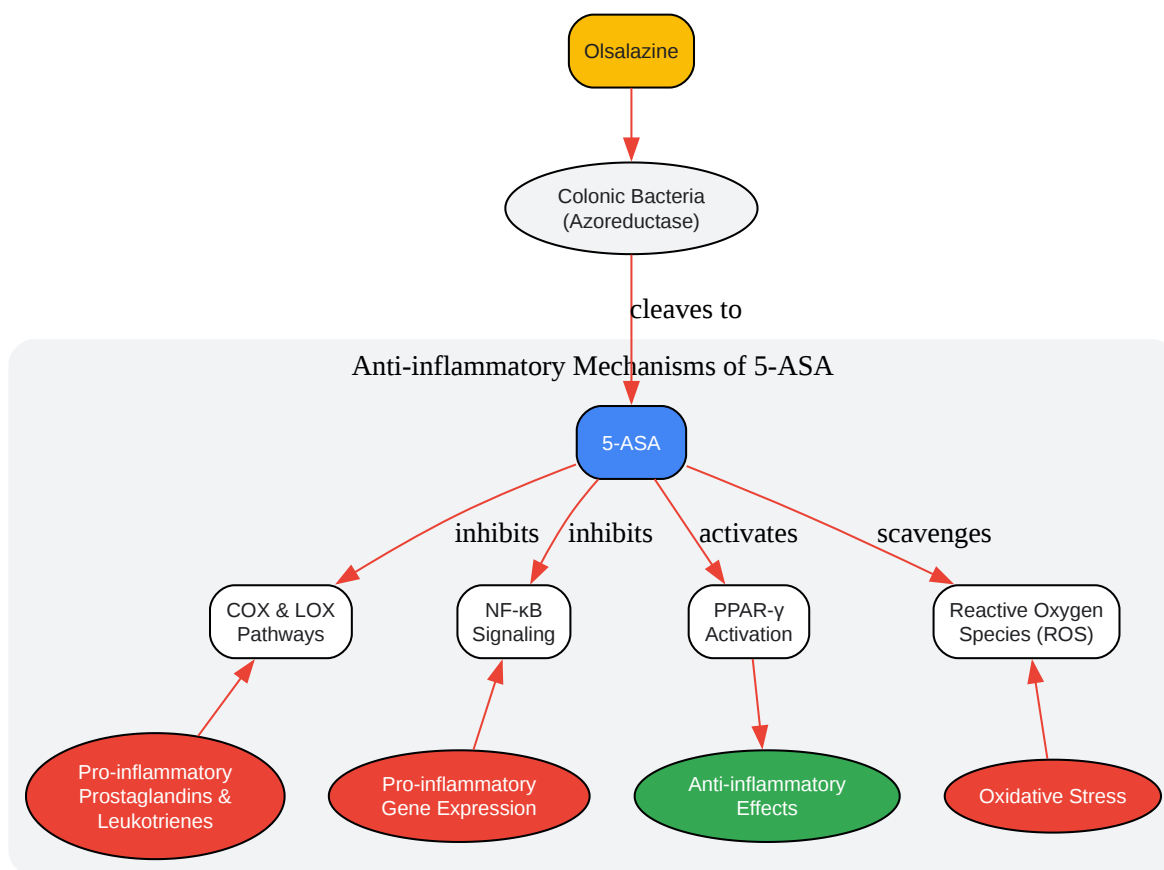 Olsalazine
Colonic Bacteria
(Azoreductase)
cleaves to
Anti-inflammatory Mechanisms of 5-ASA
5-ASA
inhibits
inhibits
activates
scavenges
COX & LOX
Pathways
NF-κB
Signaling
PPAR-γ
Activation
Reactive Oxygen
Species (ROS)
Pro-inflammatory
Prostaglandins &
Leukotrienes
Pro-inflammatory
Gene Expression
Anti-inflammatory
Effects
Oxidative Stress